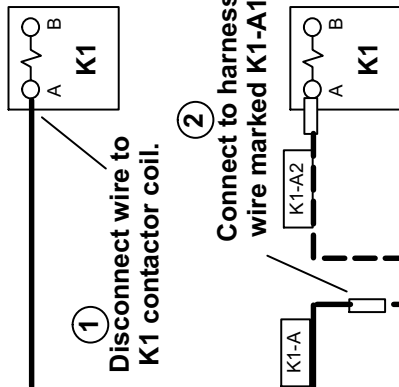 B
A
K1
1
Disconnect wire to
K1 contactor coil.
2
Connect to harness
wire marked K1-A1
B
A
K1
K1-A2
K1-A